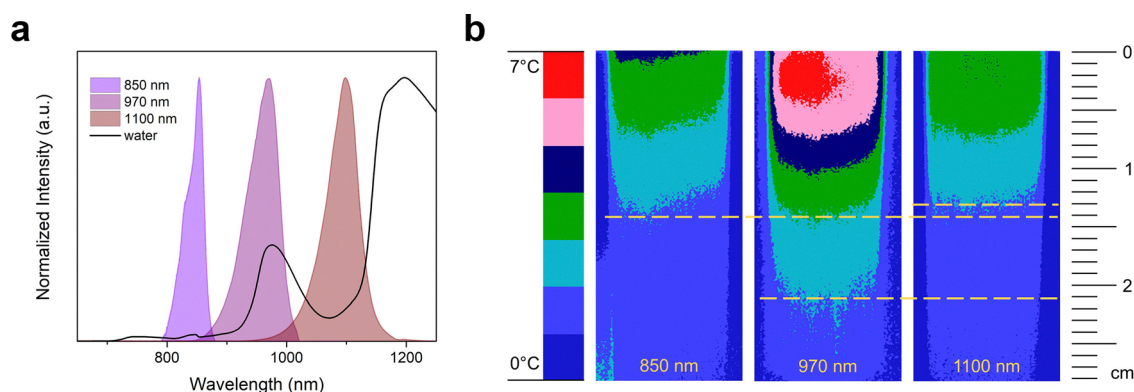 a
Normalized Intensity (a.u.)
850 nm
970 nm
1100 nm
water
800
1000
1200
Wavelength (nm)
b
7°C
0°C
850 nm
970 nm
1100 nm
0
1
2
cm